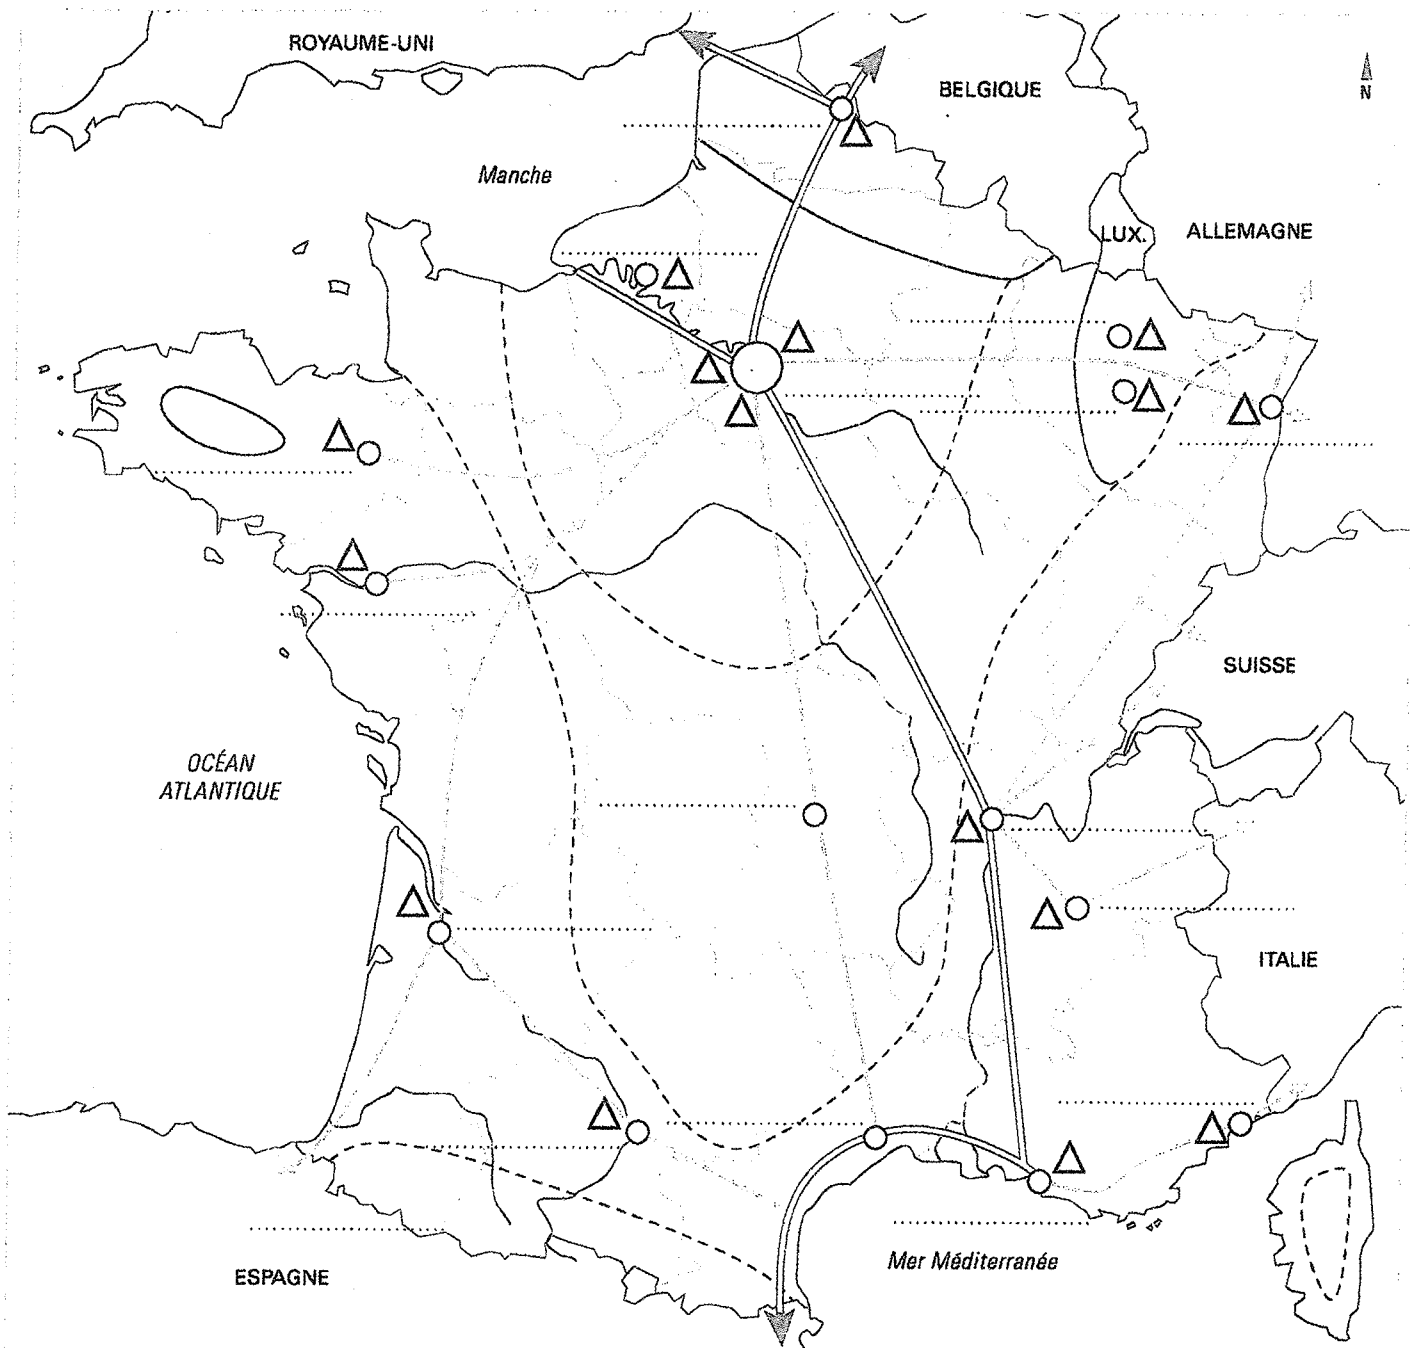 ROYAUME-UNI
BELGIQUE
N
Manche
LUX.
ALLEMAGNE
SUISSE
OCÉAN
ATLANTIQUE
ITALIE
ESPAGNE
Mer Méditerranée